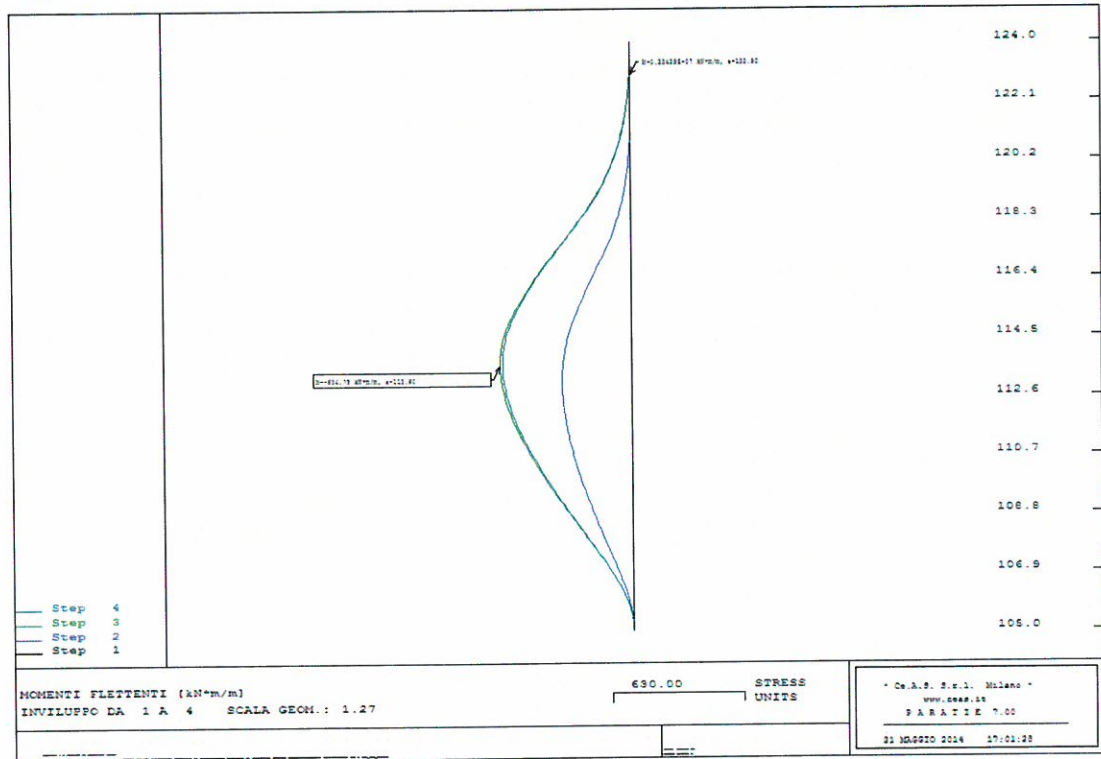 124.0
122.1
120.2
118.3
116.4
114.5
112.6
110.7
108.8
106.9
105.0
Step 4
Step 3
Step 2
Step 1
MOMENTI FLETTENTI [kN*m/m]
INVILUPPO DA 1 A 4 SCALA GEOM.: 1.27
630.00 STRESS
UNITS
* Ce.A.S. S.r.l. Milano *
www.ceas.it
P A R A T I E 7.00
21 MAGGIO 2014 17:01:28